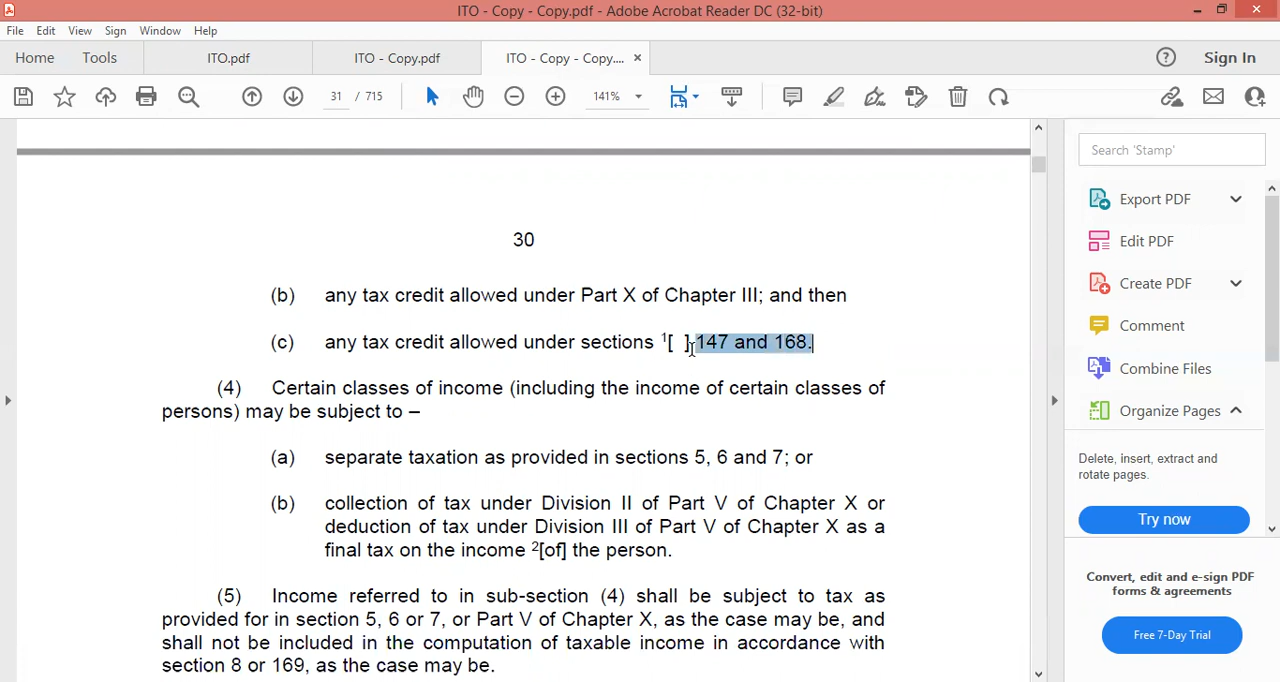 ITO - Copy - Copy.pdf - Adobe Acrobat Reader DC (32-bit)
File Edit View Sign Window Help
Home Tools ITO.pdf ITO - Copy.pdf ITO - Copy - Copy.... × Sign In
31 / 715 141%
Search 'Stamp'
30
(b) any tax credit allowed under Part X of Chapter III; and then
(c) any tax credit allowed under sections ¹[ ] 147 and 168.
(4) Certain classes of income (including the income of certain classes of
persons) may be subject to –
(a) separate taxation as provided in sections 5, 6 and 7; or
(b) collection of tax under Division II of Part V of Chapter X or
deduction of tax under Division III of Part V of Chapter X as a
final tax on the income ²[of] the person.
(5) Income referred to in sub-section (4) shall be subject to tax as
provided for in section 5, 6 or 7, or Part V of Chapter X, as the case may be, and
shall not be included in the computation of taxable income in accordance with
section 8 or 169, as the case may be.
Export PDF
Edit PDF
Create PDF
Comment
Combine Files
Organize Pages
Delete, insert, extract and
rotate pages.
Try now
Convert, edit and e-sign PDF
forms & agreements
Free 7-Day Trial